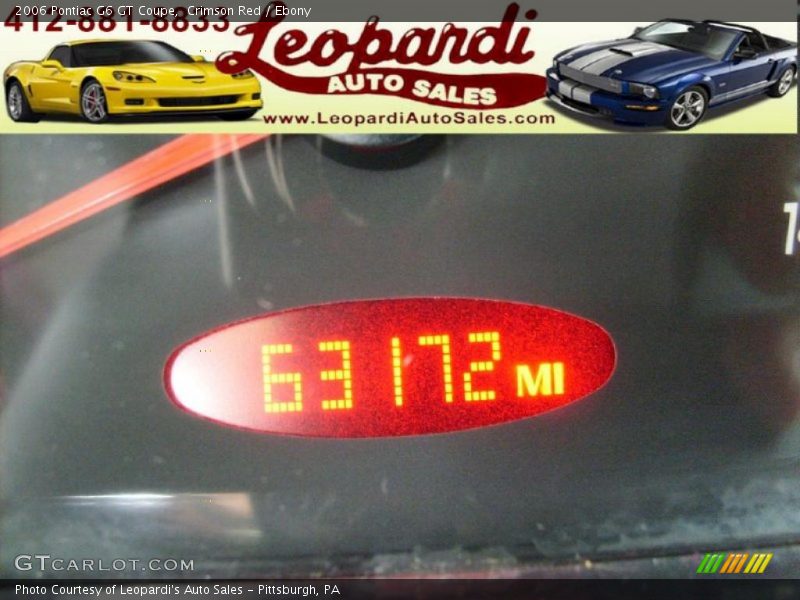 2006 Pontiac G6 GT Coupe, Crimson Red / Ebony
412-881-8833
Leopardi
AUTO SALES
www.LeopardiAutoSales.com
63172 MI
GTCARLOT.COM
Photo Courtesy of Leopardi's Auto Sales - Pittsburgh, PA